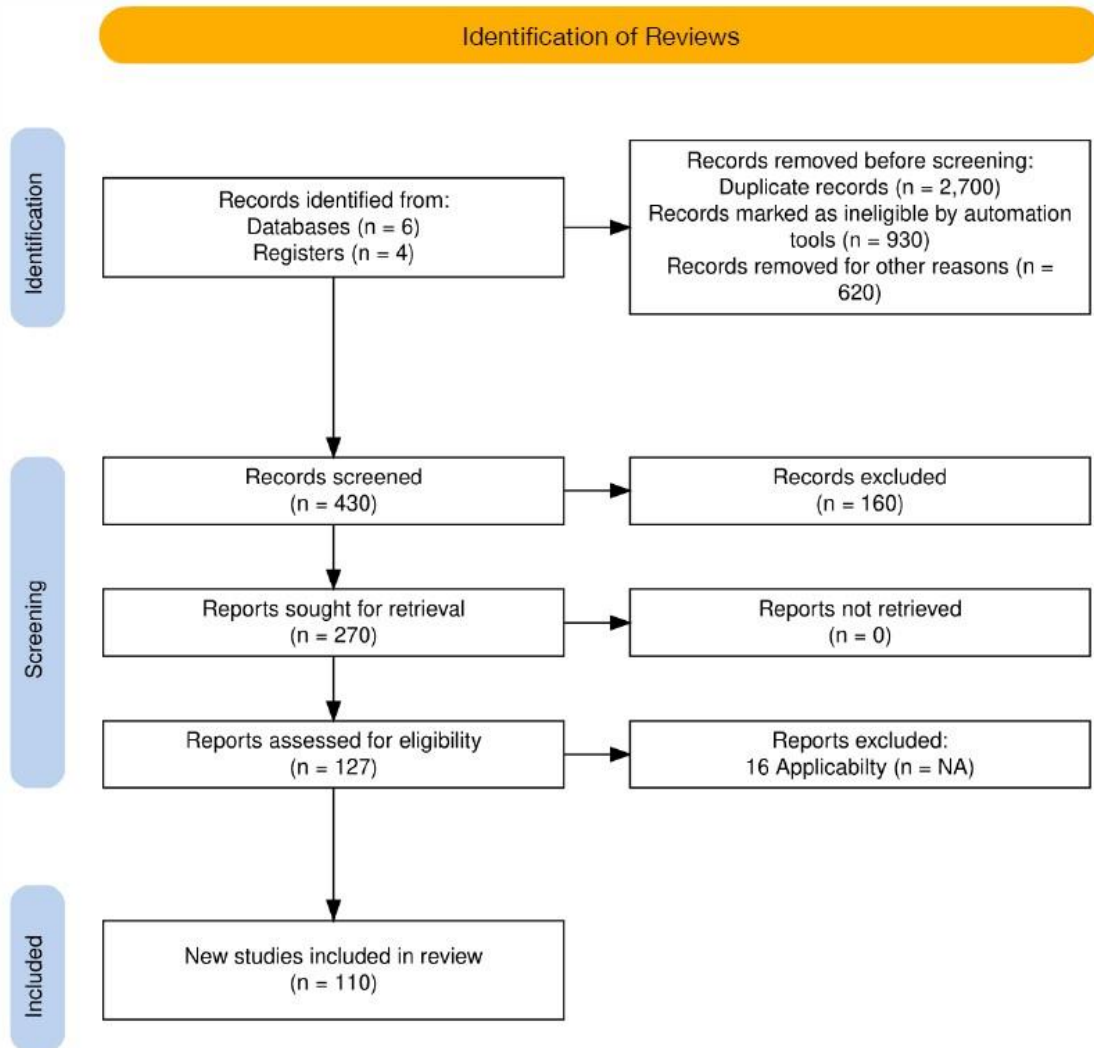 Identification of Reviews
Identification
Records identified from:
Databases (n = 6)
Registers (n = 4)
Records removed before screening:
Duplicate records (n = 2,700)
Records marked as ineligible by automation
tools (n = 930)
Records removed for other reasons (n =
620)
Screening
Records screened
(n = 430)
Records excluded
(n = 160)
Reports sought for retrieval
(n = 270)
Reports not retrieved
(n = 0)
Reports assessed for eligibility
(n = 127)
Reports excluded:
16 Applicabilty (n = NA)
Included
New studies included in review
(n = 110)